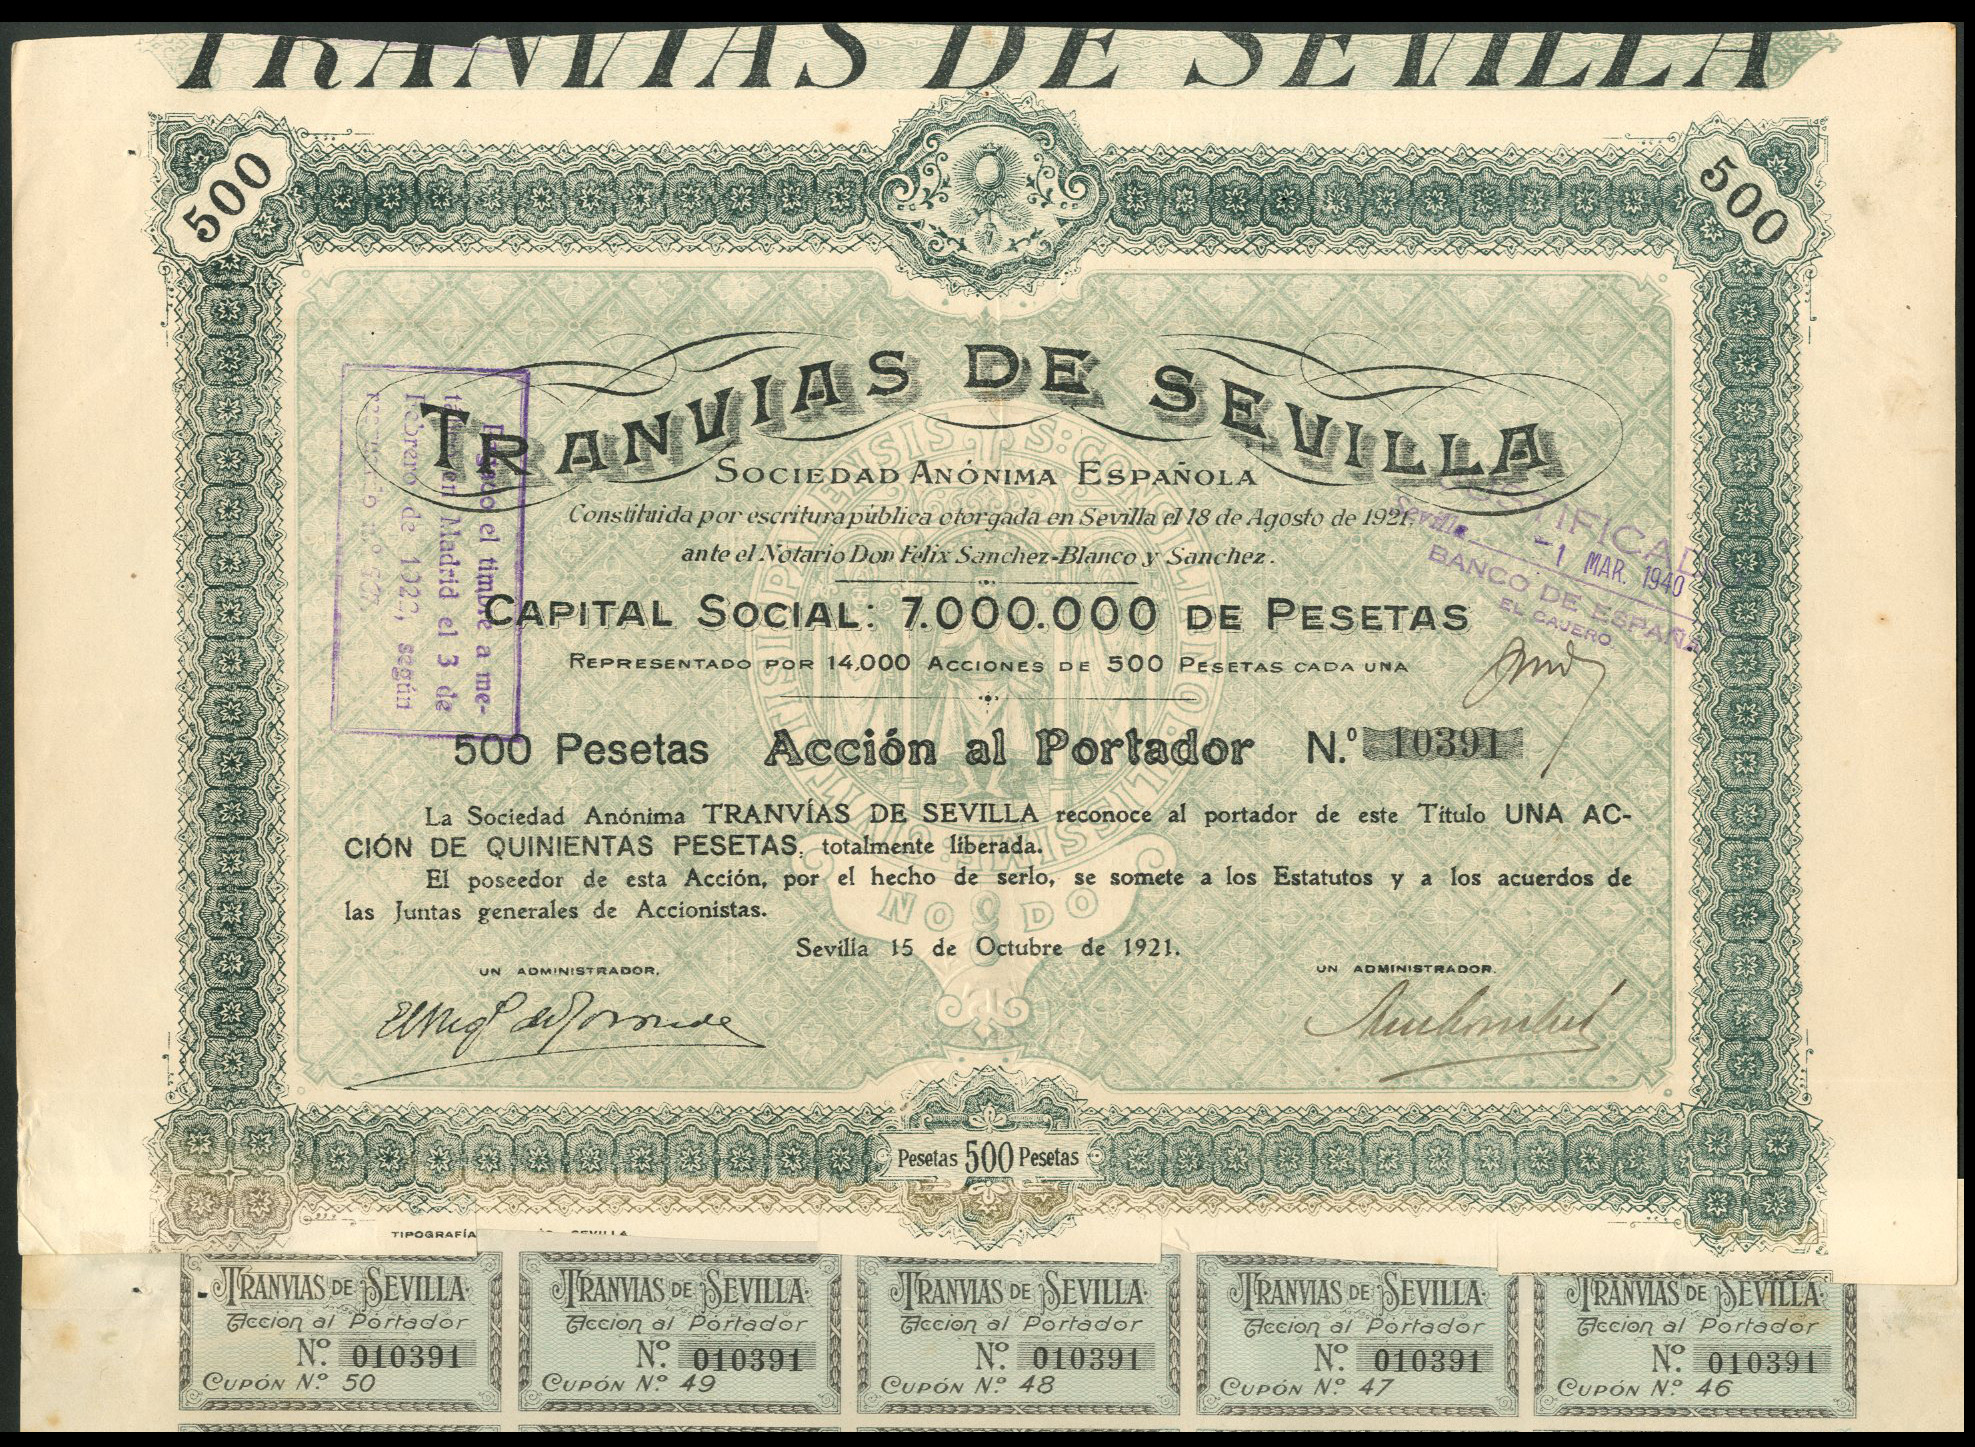 TRANVIAS DE SEVILLA
500
500
TRANVIAS DE SEVILLA
SOCIEDAD ANÓNIMA ESPAÑOLA
Constituida por escritura pública otorgada en Sevilla el 18 de Agosto de 1921,
ante el Notario Don Felix Sanchez-Blanco y Sanchez.
CAPITAL SOCIAL: 7.000.000 DE PESETAS
REPRESENTADO POR 14,000 ACCIONES DE 500 PESETAS CADA UNA
500 Pesetas Acción al Portador N.º 10391
La Sociedad Anónima TRANVÍAS DE SEVILLA reconoce al portador de este Título UNA AC-
CIÓN DE QUINIENTAS PESETAS, totalmente liberada.
El poseedor de esta Acción, por el hecho de serlo, se somete a los Estatutos y a los acuerdos de
las Juntas generales de Accionistas.
NO DO
Sevilla 15 de Octubre de 1921.
UN ADMINISTRADOR.
UN ADMINISTRADOR.
el timbre a me-
en Madrid el 3 de
Febrero de 1922, según
Sevilla
-1 MAR. 1940
BANCO DE ESPAÑA
EL CAJERO
Pesetas 500 Pesetas
TIPOGRAFÍA SEVILLA
TRANVIAS DE SEVILLA
Accion al Portador
Nº. 010391
CUPÓN N.º 50
TRANVIAS DE SEVILLA
Accion al Portador
Nº. 010391
CUPÓN N.º 49
TRANVIAS DE SEVILLA
Accion al Portador
Nº. 010391
CUPÓN N.º 48
TRANVIAS DE SEVILLA
Accion al Portador
Nº. 010391
CUPÓN N.º 47
TRANVIAS DE SEVILLA
Accion al Portador
Nº. 010391
CUPÓN N.º 46